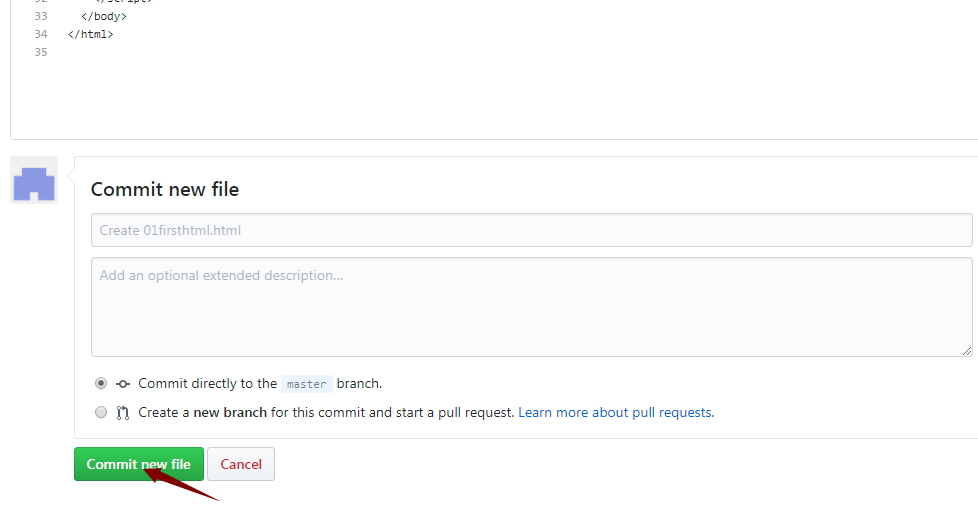 32 </script>
33 </body>
34 </html>
35
Commit new file
Create 01firsthtml.html
Add an optional extended description...
Commit directly to the master branch.
Create a new branch for this commit and start a pull request. Learn more about pull requests.
Commit new file Cancel